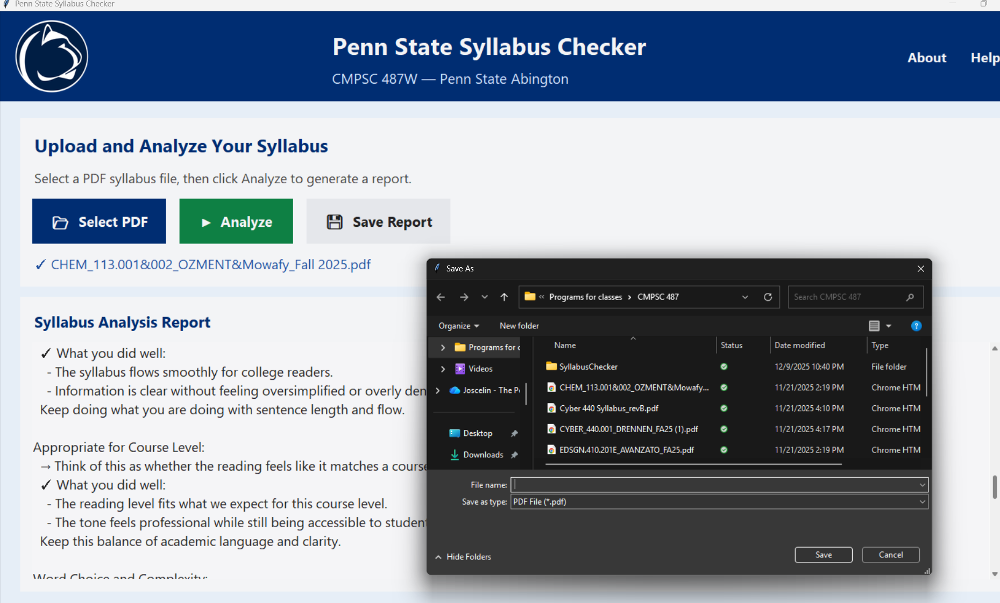 Penn State Syllabus Checker
Penn State Syllabus Checker
CMPSC 487W — Penn State Abington
About Help
Upload and Analyze Your Syllabus
Select a PDF syllabus file, then click Analyze to generate a report.
Select PDF
Analyze
Save Report
✓ CHEM_113.001&002_OZMENT&Mowafy_Fall 2025.pdf
Syllabus Analysis Report
✓ What you did well:
- The syllabus flows smoothly for college readers.
- Information is clear without feeling oversimplified or overly den
Keep doing what you are doing with sentence length and flow.
Appropriate for Course Level:
→ Think of this as whether the reading feels like it matches a course
✓ What you did well:
- The reading level fits what we expect for this course level.
- The tone feels professional while still being accessible to studen
Keep this balance of academic language and clarity.
Word Choice and Complexity:
Save As
« Programs for classes › CMPSC 487
Search CMPSC 487
Organize
New folder
Programs for c
Videos
Joscelin - The P
Desktop
Downloads
Name Status Date modified Type
SyllabusChecker 12/9/2025 10:40 PM File folder
CHEM_113.001&002_OZMENT&Mowafy... 11/21/2025 2:19 PM Chrome HTM
Cyber 440 Syllabus_revB.pdf 11/21/2025 4:10 PM Chrome HTM
CYBER_440.001_DRENNEN_FA25 (1).pdf 11/21/2025 4:17 PM Chrome HTM
EDSGN.410.201E_AVANZATO_FA25.pdf 11/21/2025 2:19 PM Chrome HTM
File name:
Save as type: PDF File (*.pdf)
Hide Folders
Save
Cancel